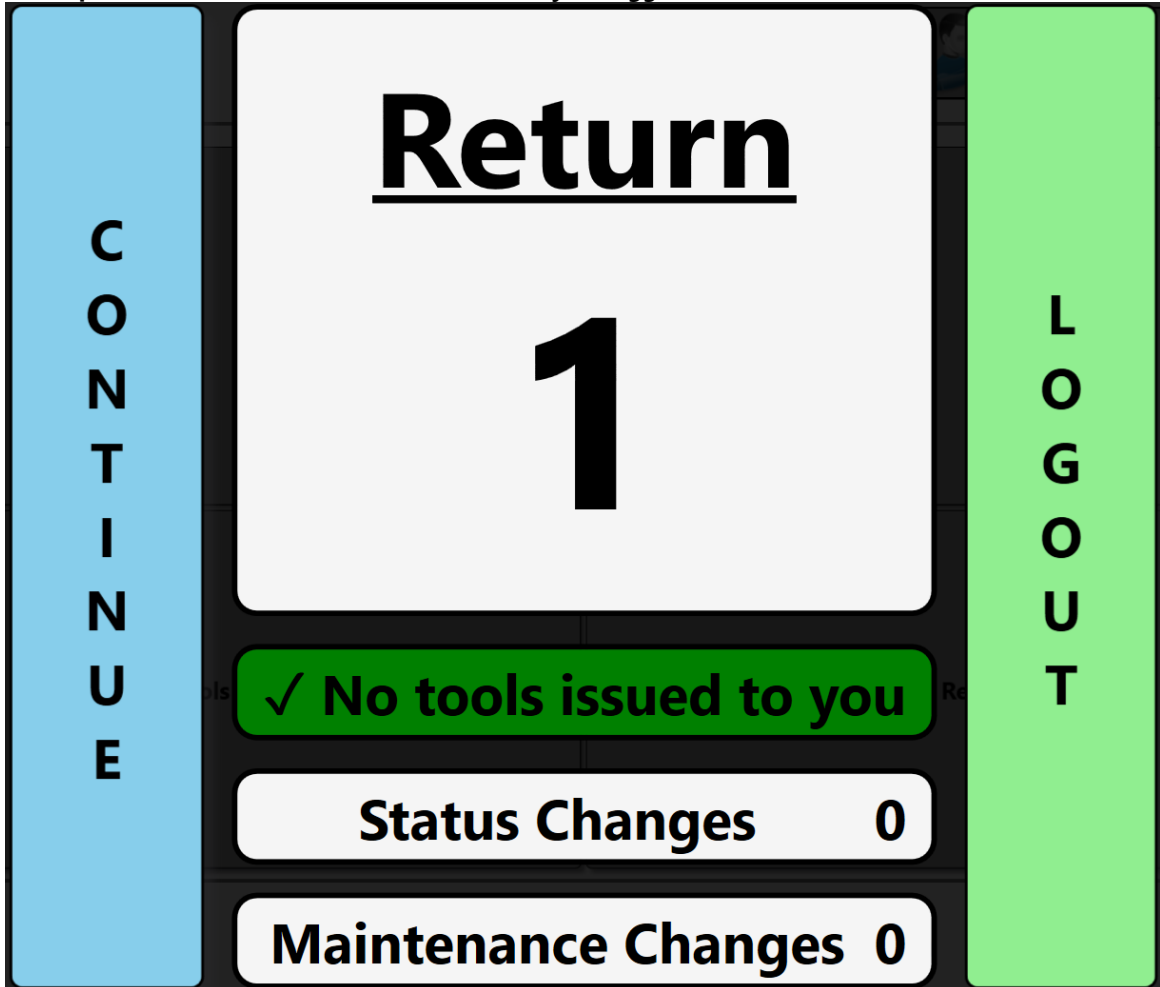 CONTINUE
Return
1
✓ No tools issued to you
Status Changes 0
Maintenance Changes 0
LOGOUT